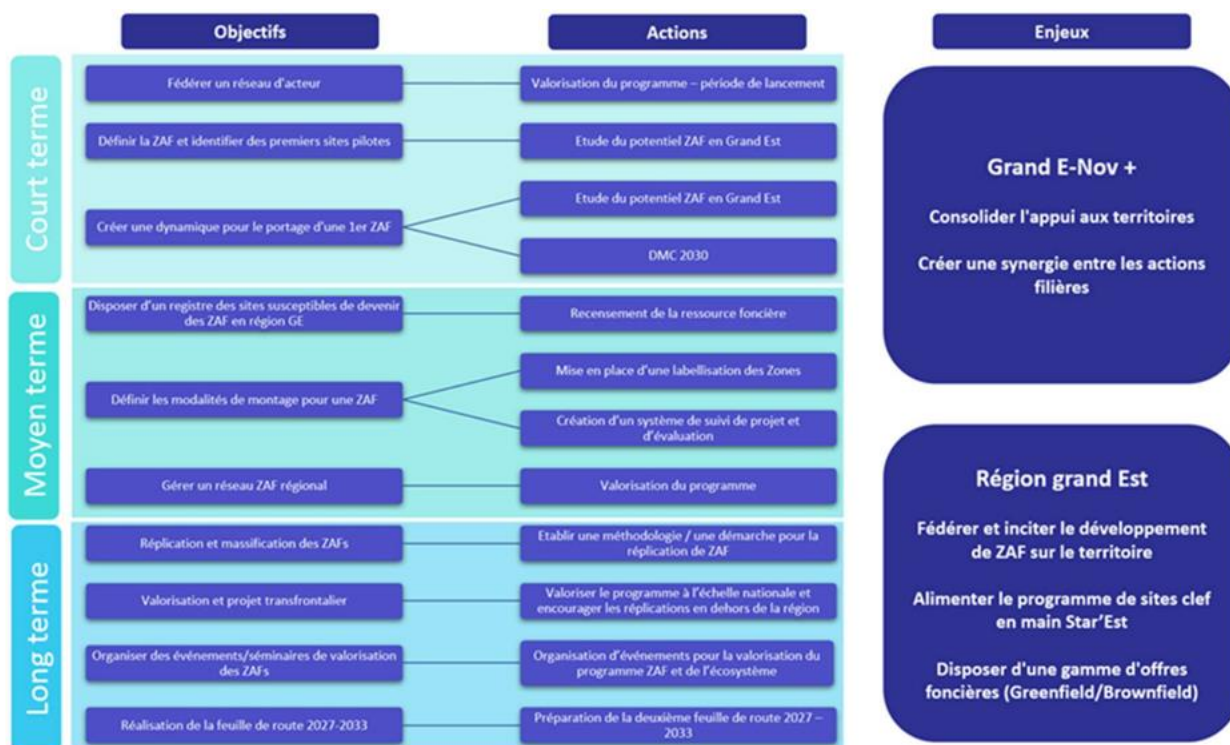 Objectifs
Actions
Enjeux
Court terme
Fédérer un réseau d'acteur
Valorisation du programme – période de lancement
Définir la ZAF et identifier des premiers sites pilotes
Etude du potentiel ZAF en Grand Est
Créer une dynamique pour le portage d'une 1er ZAF
Etude du potentiel ZAF en Grand Est
DMC 2030
Moyen terme
Disposer d'un registre des sites susceptibles de devenir
des ZAF en région GE
Recensement de la ressource foncière
Définir les modalités de montage pour une ZAF
Mise en place d'une labellisation des Zones
Création d'un système de suivi de projet et
d'évaluation
Gérer un réseau ZAF régional
Valorisation du programme
Long terme
Réplication et massification des ZAFs
Etablir une méthodologie / une démarche pour la
réplication de ZAF
Valorisation et projet transfrontalier
Valoriser le programme à l'échelle nationale et
encourager les réplications en dehors de la région
Organiser des événements/séminaires de valorisation
des ZAFs
Organisation d'événements pour la valorisation du
programme ZAF et de l'écosystème
Réalisation de la feuille de route 2027-2033
Préparation de la deuxième feuille de route 2027 –
2033
Grand E-Nov +
Consolider l'appui aux territoires
Créer une synergie entre les actions
filières
Région grand Est
Fédérer et inciter le développement
de ZAF sur le territoire
Alimenter le programme de sites clef
en main Star'Est
Disposer d'une gamme d'offres
foncières (Greenfield/Brownfield)